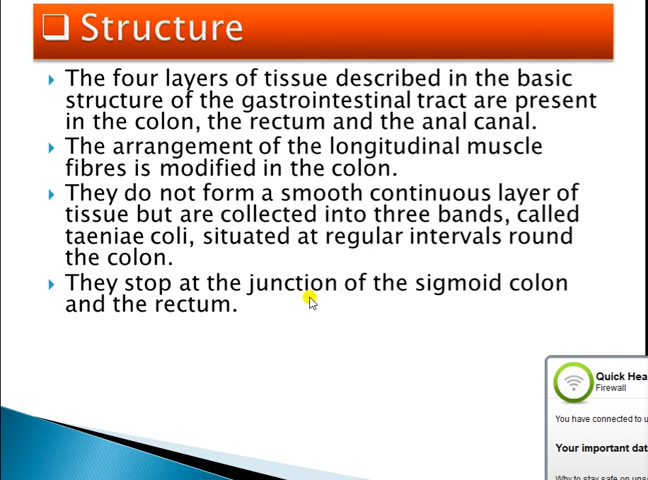 Structure
The four layers of tissue described in the basic
structure of the gastrointestinal tract are present
in the colon, the rectum and the anal canal.
The arrangement of the longitudinal muscle
fibres is modified in the colon.
They do not form a smooth continuous layer of
tissue but are collected into three bands, called
taeniae coli, situated at regular intervals round
the colon.
They stop at the junction of the sigmoid colon
and the rectum.
Quick Hea
Firewall
You have connected to u
Your important dat
Why to stay safe on uns